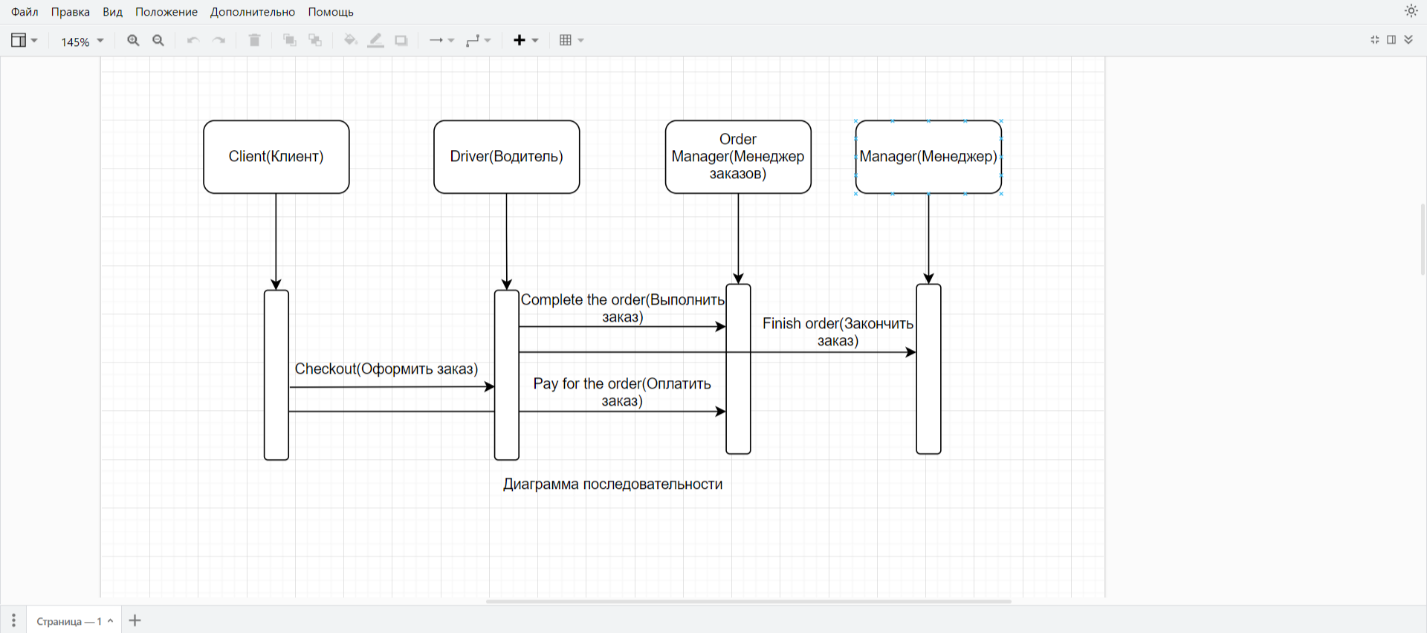 Файл Правка Вид Положение Дополнительно Помощь
145%
Client(Клиент)
Driver(Водитель)
Order
Manager(Менеджер
заказов)
Manager(Менеджер)
Complete the order(Выполнить
заказ)
Finish order(Закончить
заказ)
Checkout(Оформить заказ)
Pay for the order(Оплатить
заказ)
Диаграмма последовательности
Страница — 1